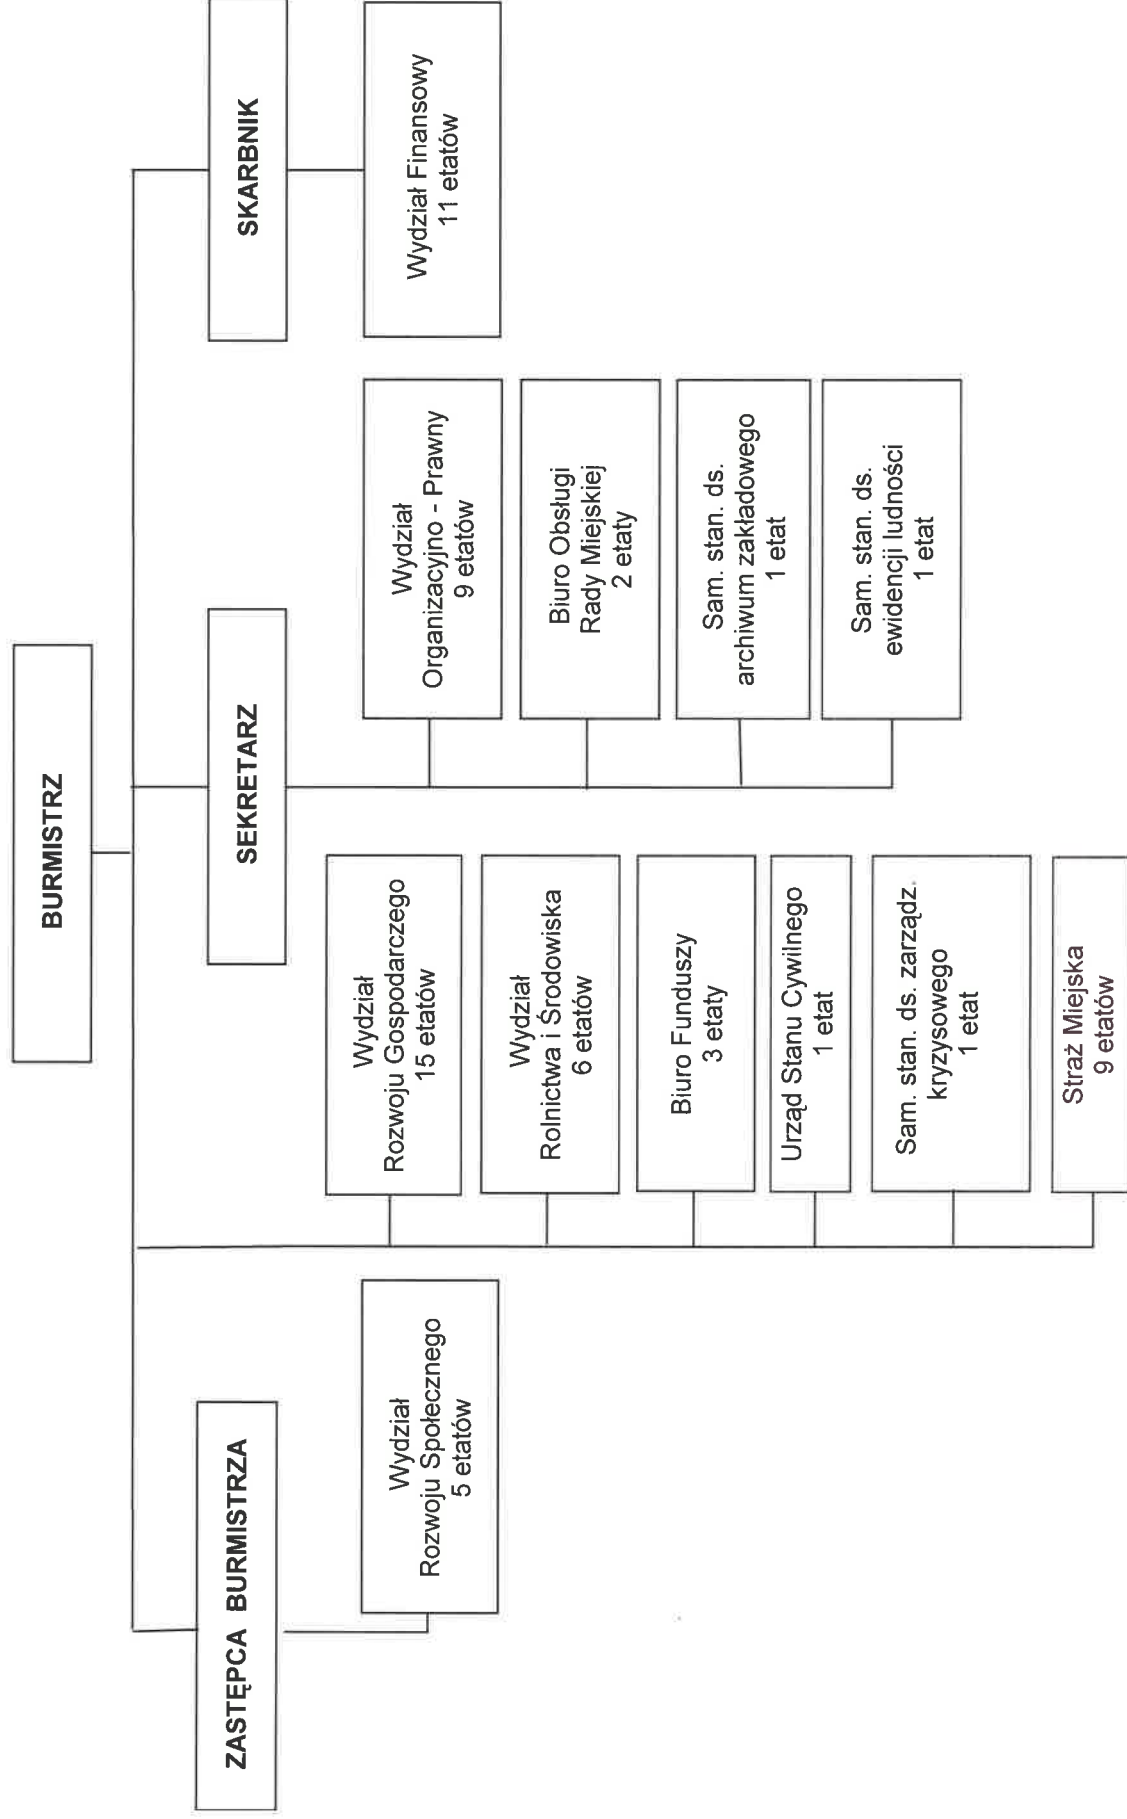 BURMISTRZ
ZASTĘPCA BURMISTRZA
SEKRETARZ
SKARBNIK
Wydział
Rozwoju Społecznego
5 etatów
Wydział
Rozwoju Gospodarczego
15 etatów
Wydział
Rolnictwa i Środowiska
6 etatów
Biuro Funduszy
3 etaty
Urząd Stanu Cywilnego
1 etat
Sam. stan. ds. zarządz.
kryzysowego
1 etat
Straż Miejska
9 etatów
Wydział
Organizacyjno - Prawny
9 etatów
Biuro Obsługi
Rady Miejskiej
2 etaty
Sam. stan. ds.
archiwum zakładowego
1 etat
Sam. stan. ds.
ewidencji ludności
1 etat
Wydział Finansowy
11 etatów